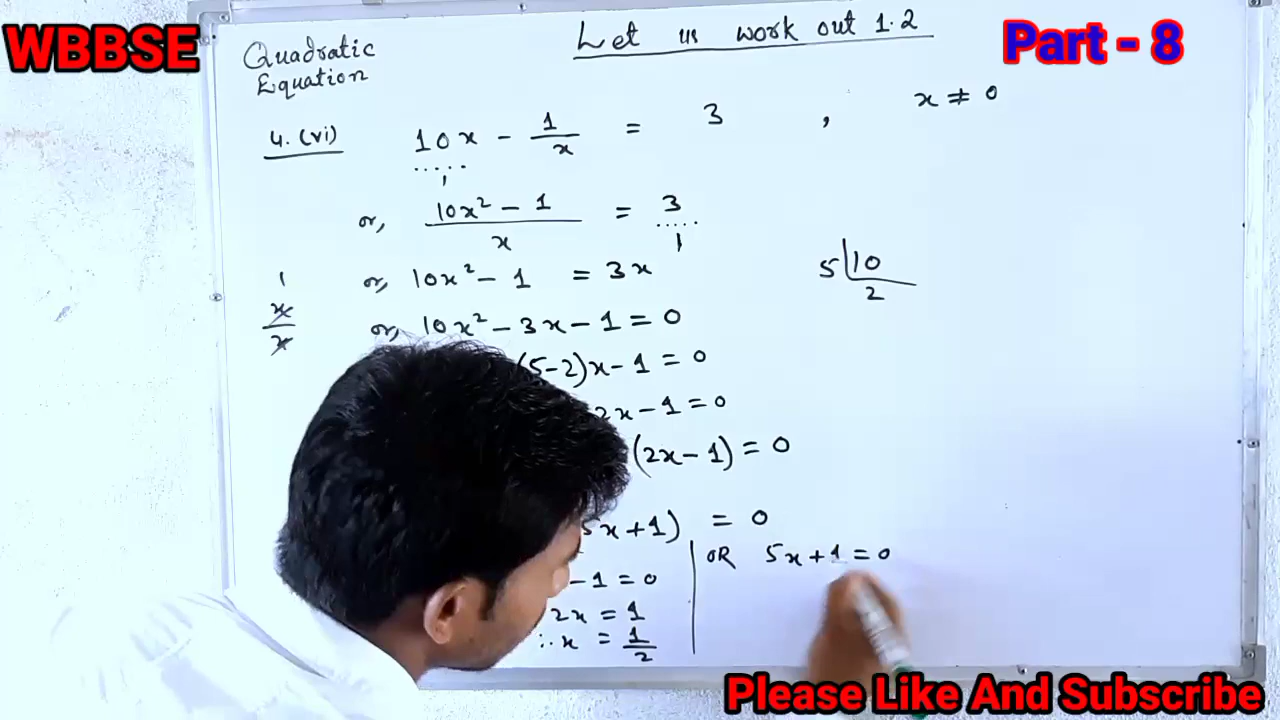 WBBSE
Quadratic
Equation
Let us work out 1.2
Part - 8
4. (vi) 10x - 1/x = 3 , x ≠ 0
or, 10x² - 1 / x = 3 / 1
or, 10x² - 1 = 3x
1
x
x
5 10
2
or, 10x² - 3x - 1 = 0
(5-2)x - 1 = 0
2x - 1 = 0
(2x - 1) = 0
5x + 1) = 0
- 1 = 0
OR 5x + 1 = 0
2x = 1
∴ x = 1/2
Please Like And Subscribe